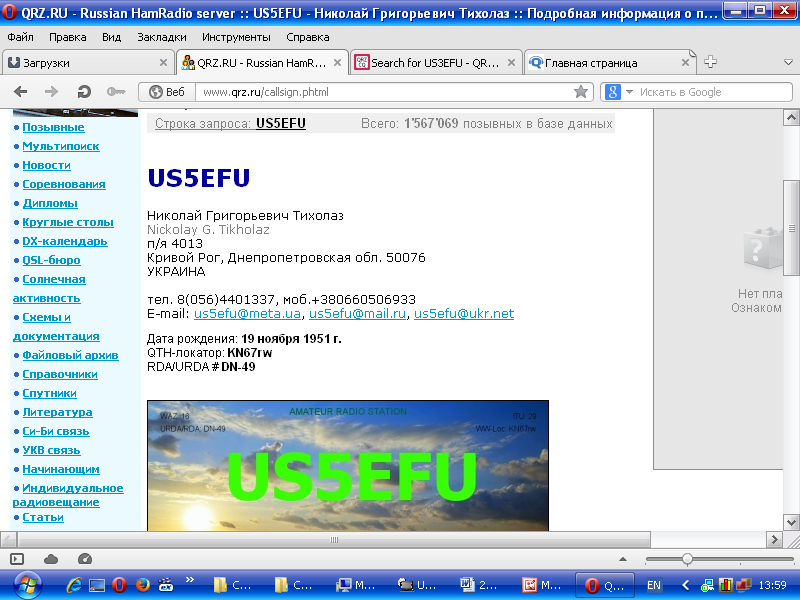 QRZ.RU - Russian HamRadio server :: US5EFU - Николай Григорьевич Тихолаз :: Подробная информация о п...
Файл Правка Вид Закладки Инструменты Справка
Загрузки QRZ.RU - Russian HamR... Search for US3EFU - QR... Главная страница
Веб www.qrz.ru/callsign.phtml Искать в Google
Строка запроса: US5EFU Всего: 1'567'069 позывных в базе данных
Позывные
Мультипоиск
Новости
Соревнования
Дипломы
Круглые столы
DX-календарь
QSL-бюро
Солнечная
активность
Схемы и
документация
Файловый архив
Справочники
Спутники
Литература
Си-Би связь
УКВ связь
Начинающим
Индивидуальное
радиовещание
Статьи
US5EFU
Николай Григорьевич Тихолаз
Nickolay G. Tikholaz
п/я 4013
Кривой Рог, Днепропетровская обл. 50076
УКРАИНА
тел. 8(056)4401337, моб.+380660506933
E-mail: us5efu@meta.ua, us5efu@mail.ru, us5efu@ukr.net
Дата рождения: 19 ноября 1951 г.
QTH-локатор: KN67rw
RDA/URDA # DN-49
WAZ 16 AMATEUR RADIO STATION ITU 29
URDA/RDA: DN-49 WW-Loc: KN67rw
US5EFU
?
Нет пла
Ознаком
С... С... М... U... 2... М... Q... EN 13:59